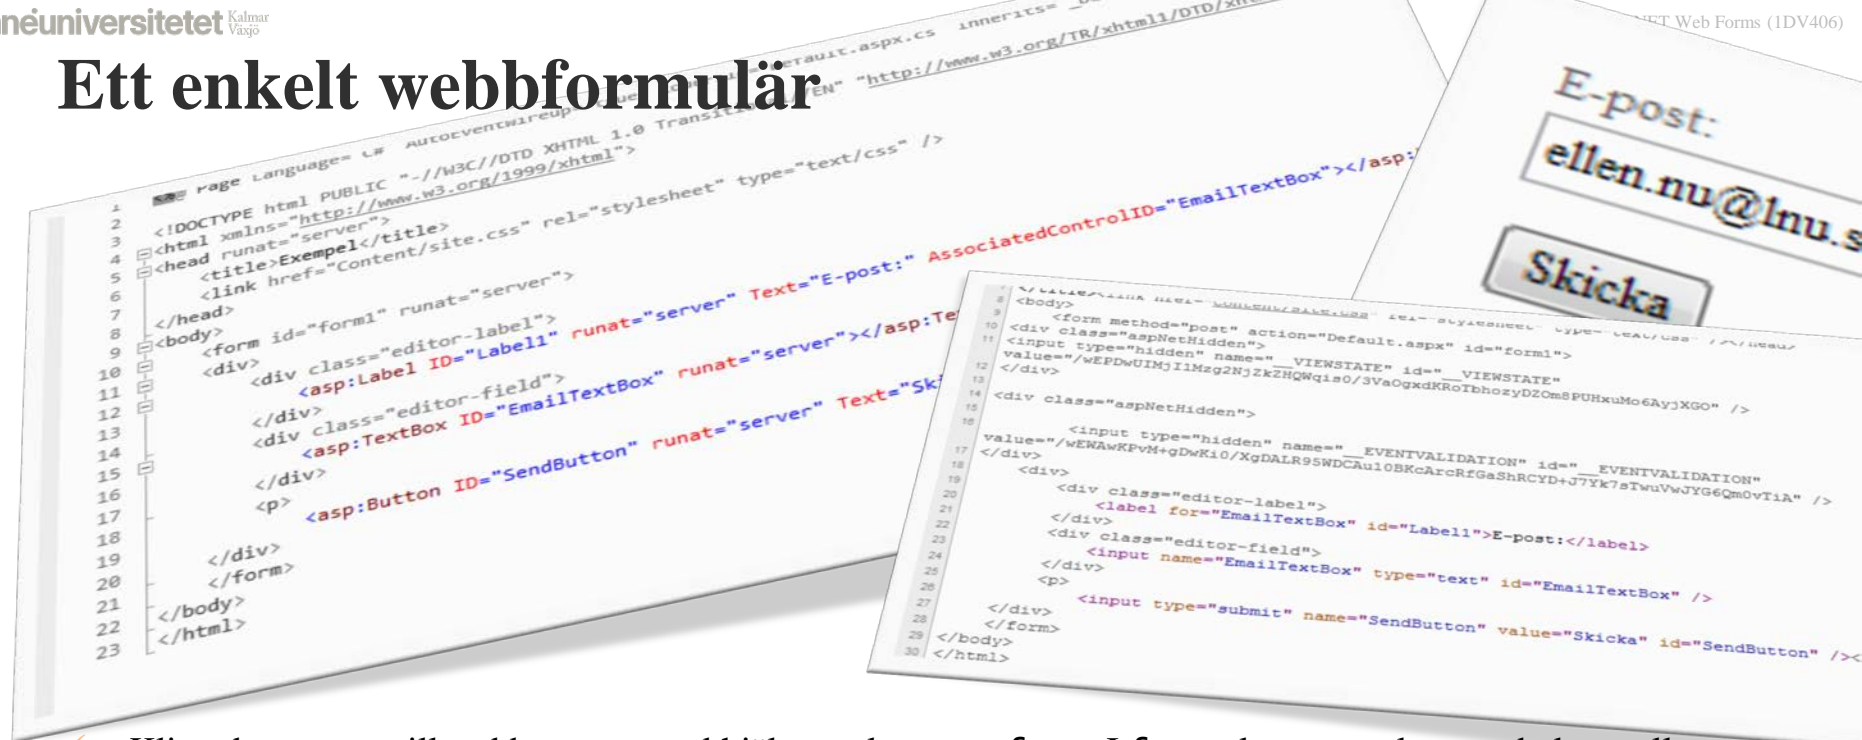 néuniversitetet Kalmar Växjö
Web Forms (1DV406)
Ett enkelt webbformulär
<!DOCTYPE html PUBLIC "-//W3C//DTD XHTML 1.0 Transitional//EN" "http://www.w3.org/TR/xhtml1/DTD/
<html xmlns="http://www.w3.org/1999/xhtml">
<head runat="server">
<title>Exempel</title>
<link href="Content/site.css" rel="stylesheet" type="text/css" />
</head>
<body>
<form id="form1" runat="server">
<div>
<div class="editor-label">
<asp:Label ID="Label1" runat="server" Text="E-post:" AssociatedControlID="EmailTextBox"></asp:
</div>
<div class="editor-field">
<asp:TextBox ID="EmailTextBox" runat="server"></asp:Te
</div>
<p>
<asp:Button ID="SendButton" runat="server" Text="Sk
</div>
</form>
</body>
</html>
E-post:
ellen.nu@lnu.s
Skicka
<body>
<form method="post" action="Default.aspx" id="form1">
<div class="aspNetHidden">
<input type="hidden" name="__VIEWSTATE" id="__VIEWSTATE"
</div>
<div class="aspNetHidden">
<input type="hidden" name="__EVENTVALIDATION" id="__EVENTVALIDATION"
</div>
<div>
<div class="editor-label">
<label for="EmailTextBox" id="Label1">E-post:</label>
</div>
<div class="editor-field">
<input name="EmailTextBox" type="text" id="EmailTextBox" />
</div>
<p>
<input type="submit" name="SendButton" value="Skicka" id="SendButton" /><
</div>
</form>
</body>
</html>